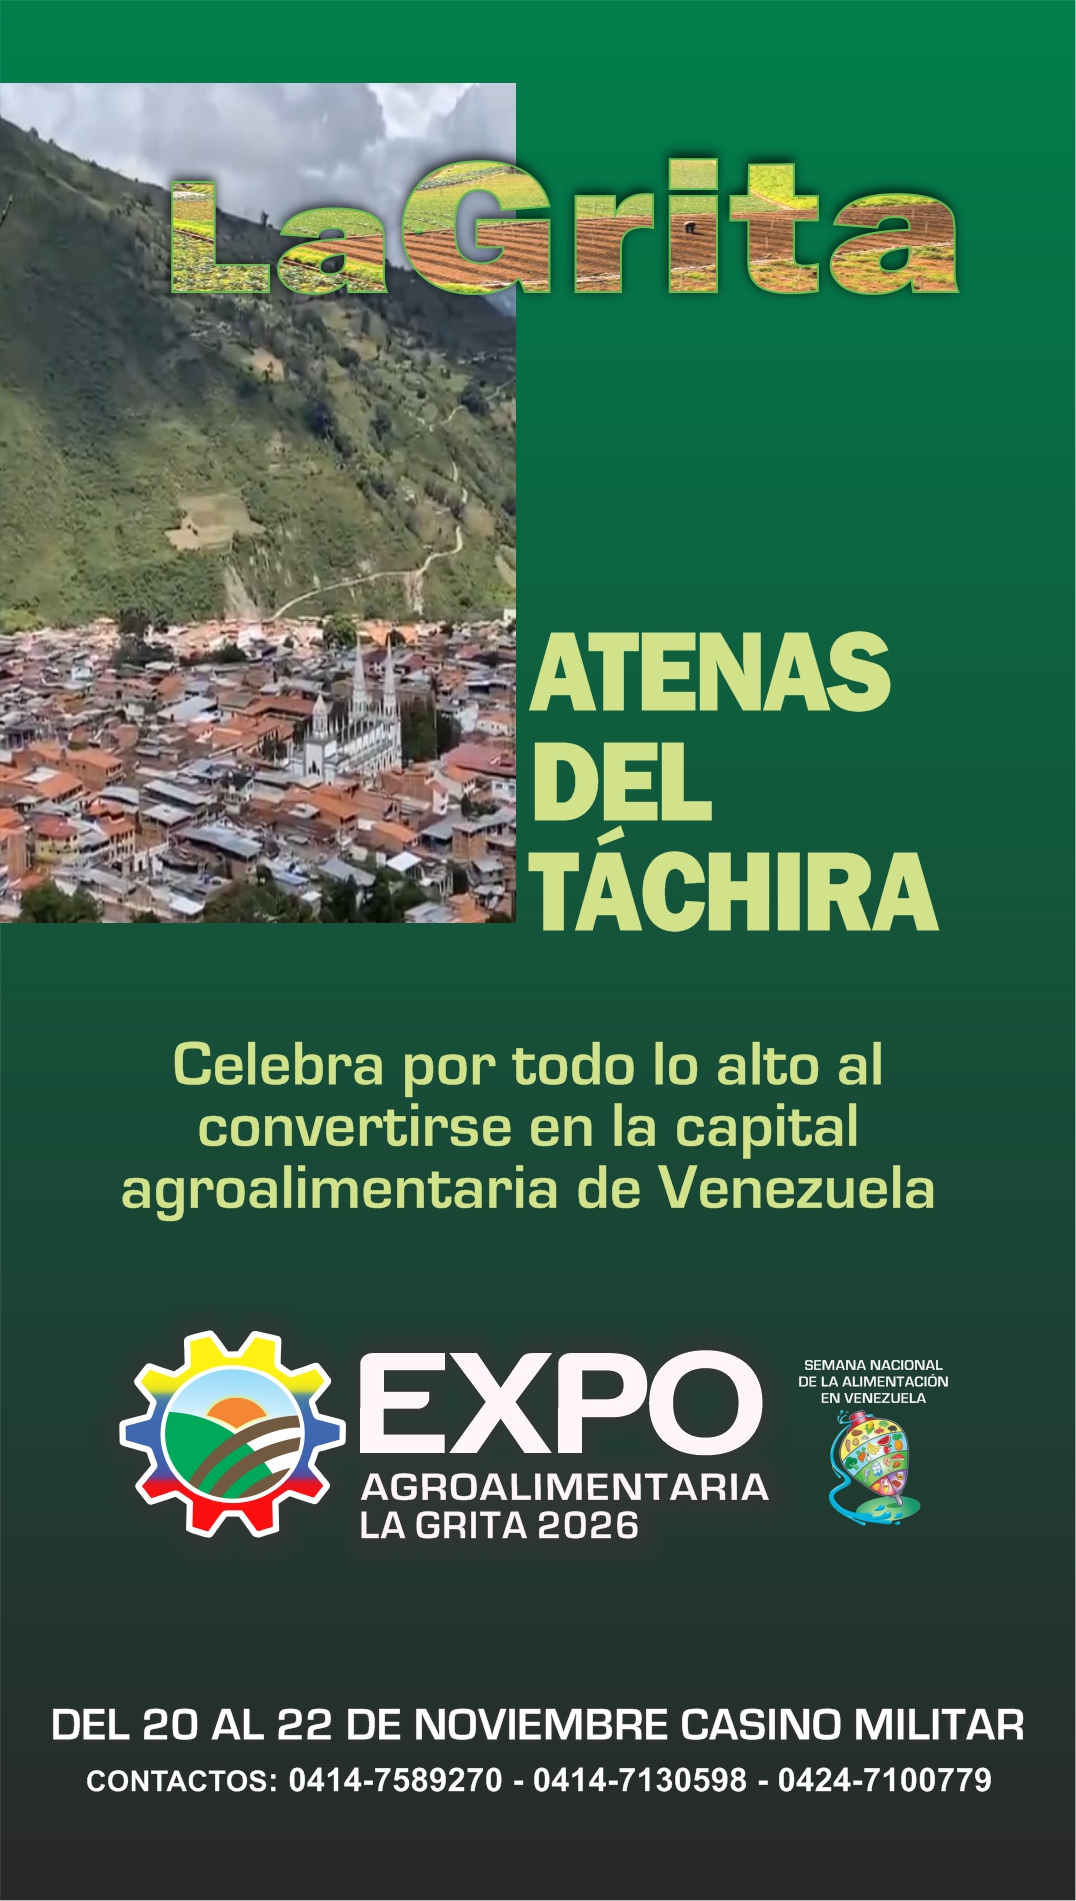 LaGrita
ATENAS
DEL
TÁCHIRA
Celebra por todo lo alto al
convertirse en la capital
agroalimentaria de Venezuela
EXPO
AGROALIMENTARIA
LA GRITA 2026
SEMANA NACIONAL
DE LA ALIMENTACIÓN
EN VENEZUELA
DEL 20 AL 22 DE NOVIEMBRE CASINO MILITAR
CONTACTOS: 0414-7589270 - 0414-7130598 - 0424-7100779